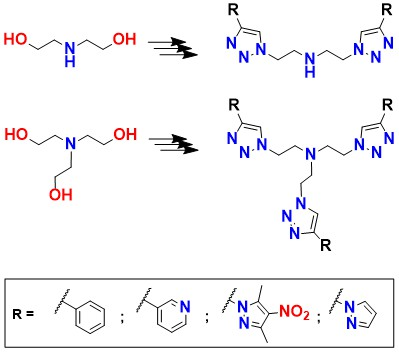 R R
HO OH N N
N N N N N
H H
R R
HO OH N N
N N N N N N
OH N
N
N
R
R = ; N ; N N NO₂ ; N N